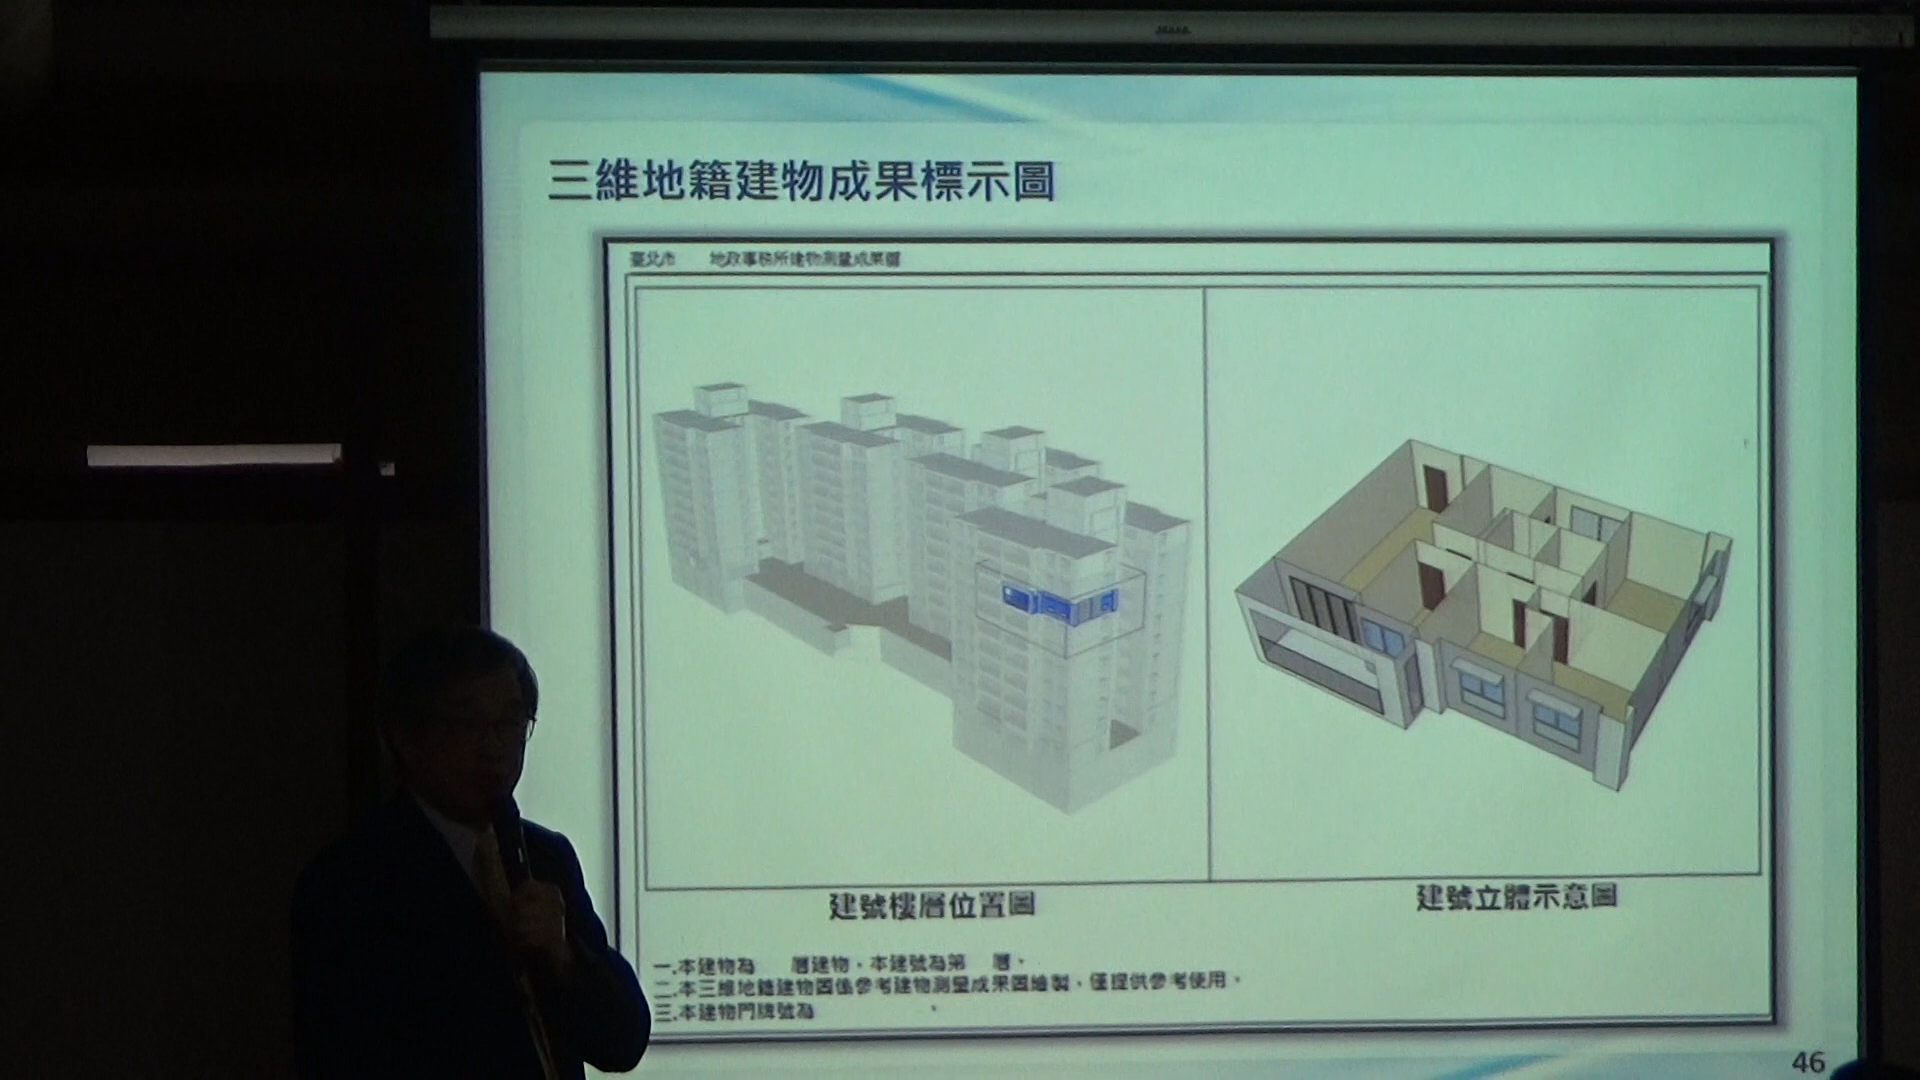 三維地籍建物成果標示圖
臺北市 地政事務所建物測量成果圖
建號樓層位置圖
建號立體示意圖
一.本建物為 層建物，本建號為第 層。
二.本三維地籍建物圖係參考建物測量成果圖繪製，僅提供參考使用。
三.本建物門牌號為 。
46